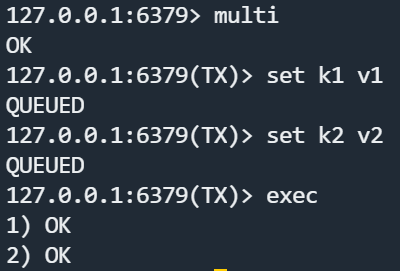 127.0.0.1:6379> multi
OK
127.0.0.1:6379(TX)> set k1 v1
QUEUED
127.0.0.1:6379(TX)> set k2 v2
QUEUED
127.0.0.1:6379(TX)> exec
1) OK
2) OK